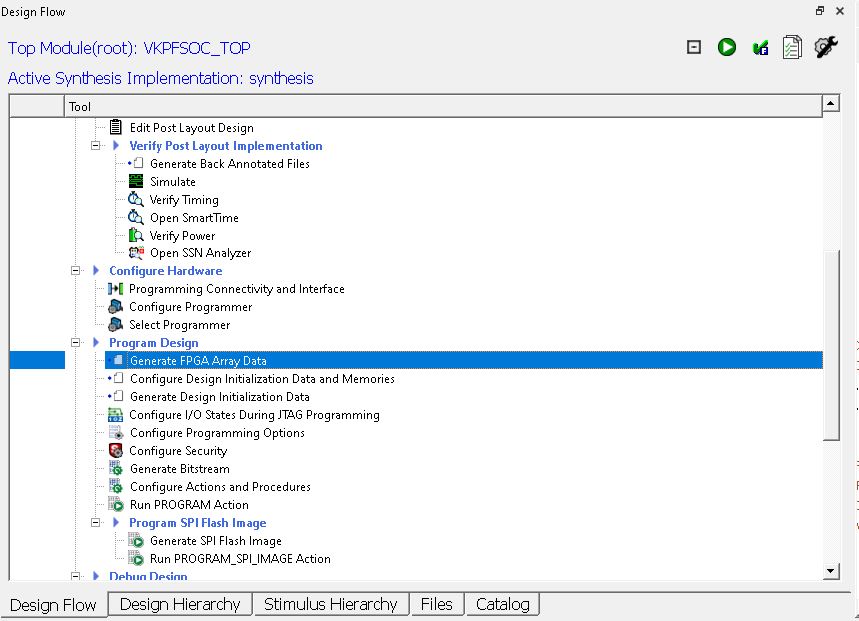 Design Flow
Top Module(root): VKPFSOC_TOP
Active Synthesis Implementation: synthesis
Tool
Edit Post Layout Design
Verify Post Layout Implementation
Generate Back Annotated Files
Simulate
Verify Timing
Open SmartTime
Verify Power
Open SSN Analyzer
Configure Hardware
Programming Connectivity and Interface
Configure Programmer
Select Programmer
Program Design
Generate FPGA Array Data
Configure Design Initialization Data and Memories
Generate Design Initialization Data
Configure I/O States During JTAG Programming
Configure Programming Options
Configure Security
Generate Bitstream
Configure Actions and Procedures
Run PROGRAM Action
Program SPI Flash Image
Generate SPI Flash Image
Run PROGRAM_SPI_IMAGE Action
Debug Design
Design Flow Design Hierarchy Stimulus Hierarchy Files Catalog